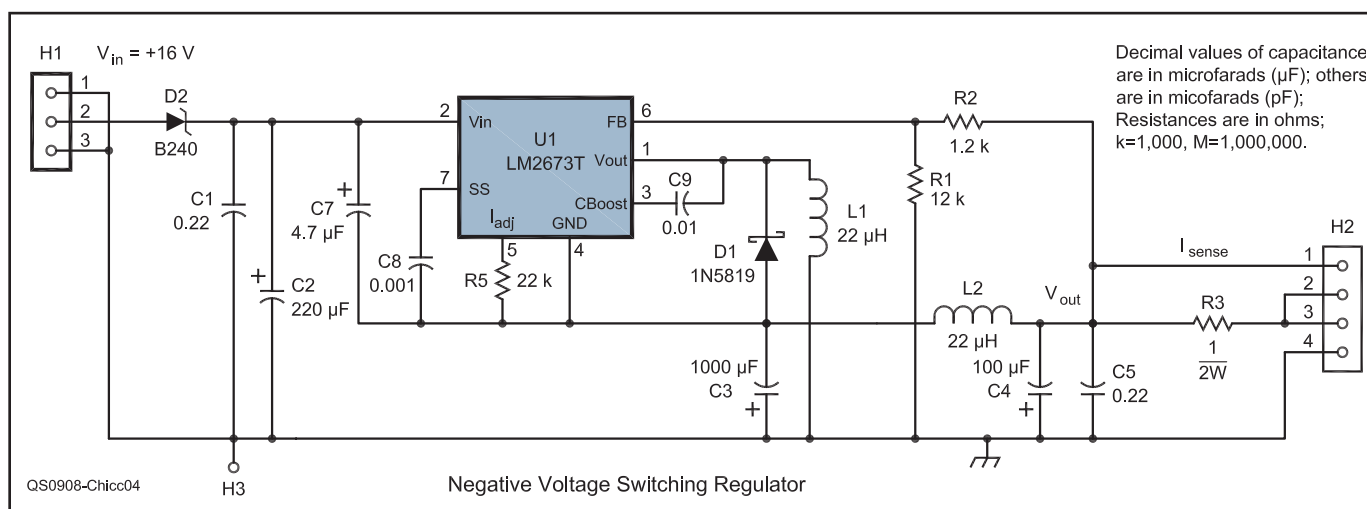 H1
V_in = +16 V
Decimal values of capacitance
are in microfarads (µF); others
are in micofarads (pF);
Resistances are in ohms;
k=1,000, M=1,000,000.
1
2
3
D2
B240
C1
0.22
C2
220 µF
C7
4.7 µF
C8
0.001
2
Vin
7
SS
U1
LM2673T
FB
6
Vout
1
CBoost
3
I_adj
5
GND
4
R5
22 k
C9
0.01
D1
1N5819
L1
22 µH
R2
1.2 k
R1
12 k
L2
22 µH
1000 µF
C3
100 µF
C4
C5
0.22
V_out
I_sense
R3
1
2W
H2
1
2
3
4
H3
QS0908-Chicc04
Negative Voltage Switching Regulator